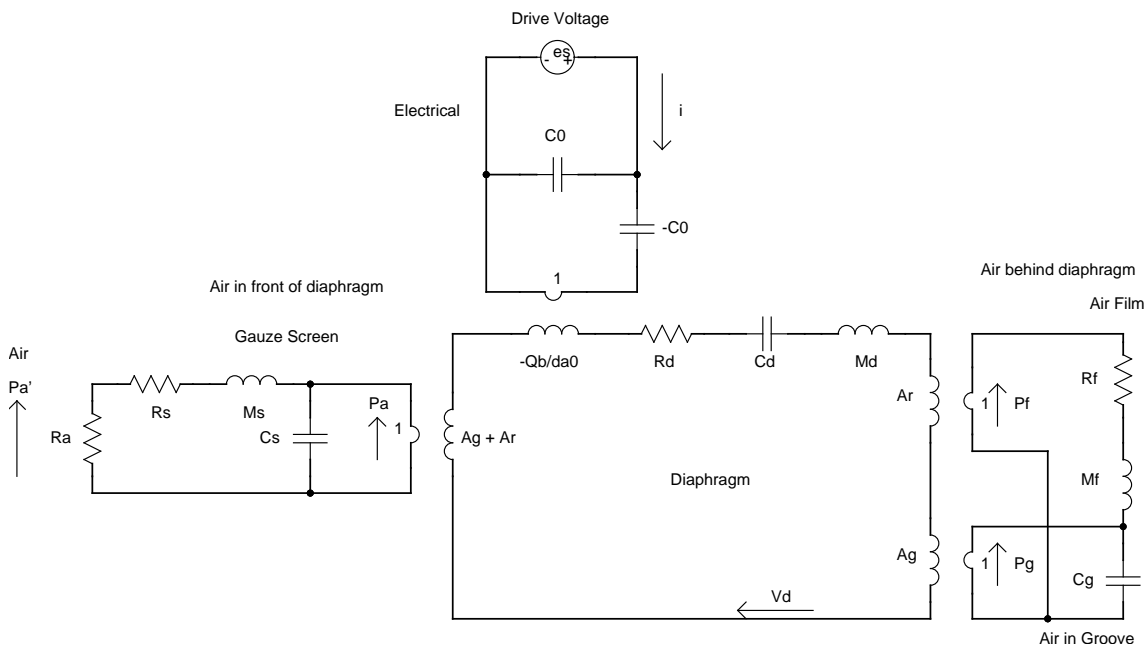 Drive Voltage
es
- +
Electrical
i
C0
-C0
1
Air in front of diaphragm
Air behind diaphragm
Air Film
Gauze Screen
Air
Pa'
Ra
Rs
Ms
Cs
Pa
1
Ag + Ar
-Qb/da0
Rd
Cd
Md
Ar
1
Pf
Rf
Mf
Diaphragm
Ag
1
Pg
Cg
Vd
Air in Groove